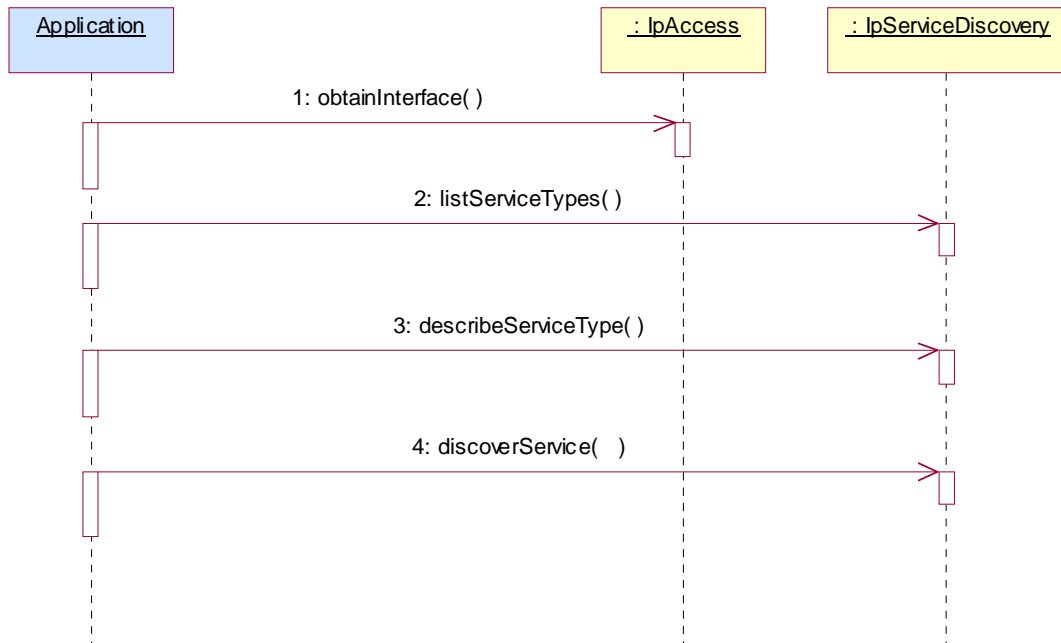 Application
: IpAccess
: IpServiceDiscovery
1: obtainInterface( )
2: listServiceTypes( )
3: describeServiceType( )
4: discoverService(   )